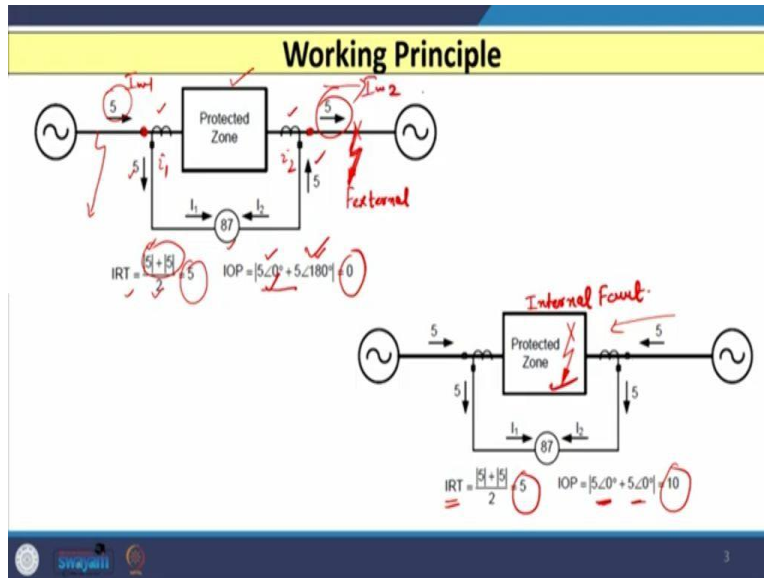 Working Principle
Iw1
Iw2
5
5
Protected
Zone
5
i1
i2
5
Fexternal
I1
I2
87
IRT = |5| + |5| / 2 = 5
IOP = |5∠0° + 5∠180°| = 0
Internal Fault.
5
Protected
Zone
5
5
5
I1
I2
87
IRT = |5| + |5| / 2 = 5
IOP = |5∠0° + 5∠0°| = 10
swayam
3